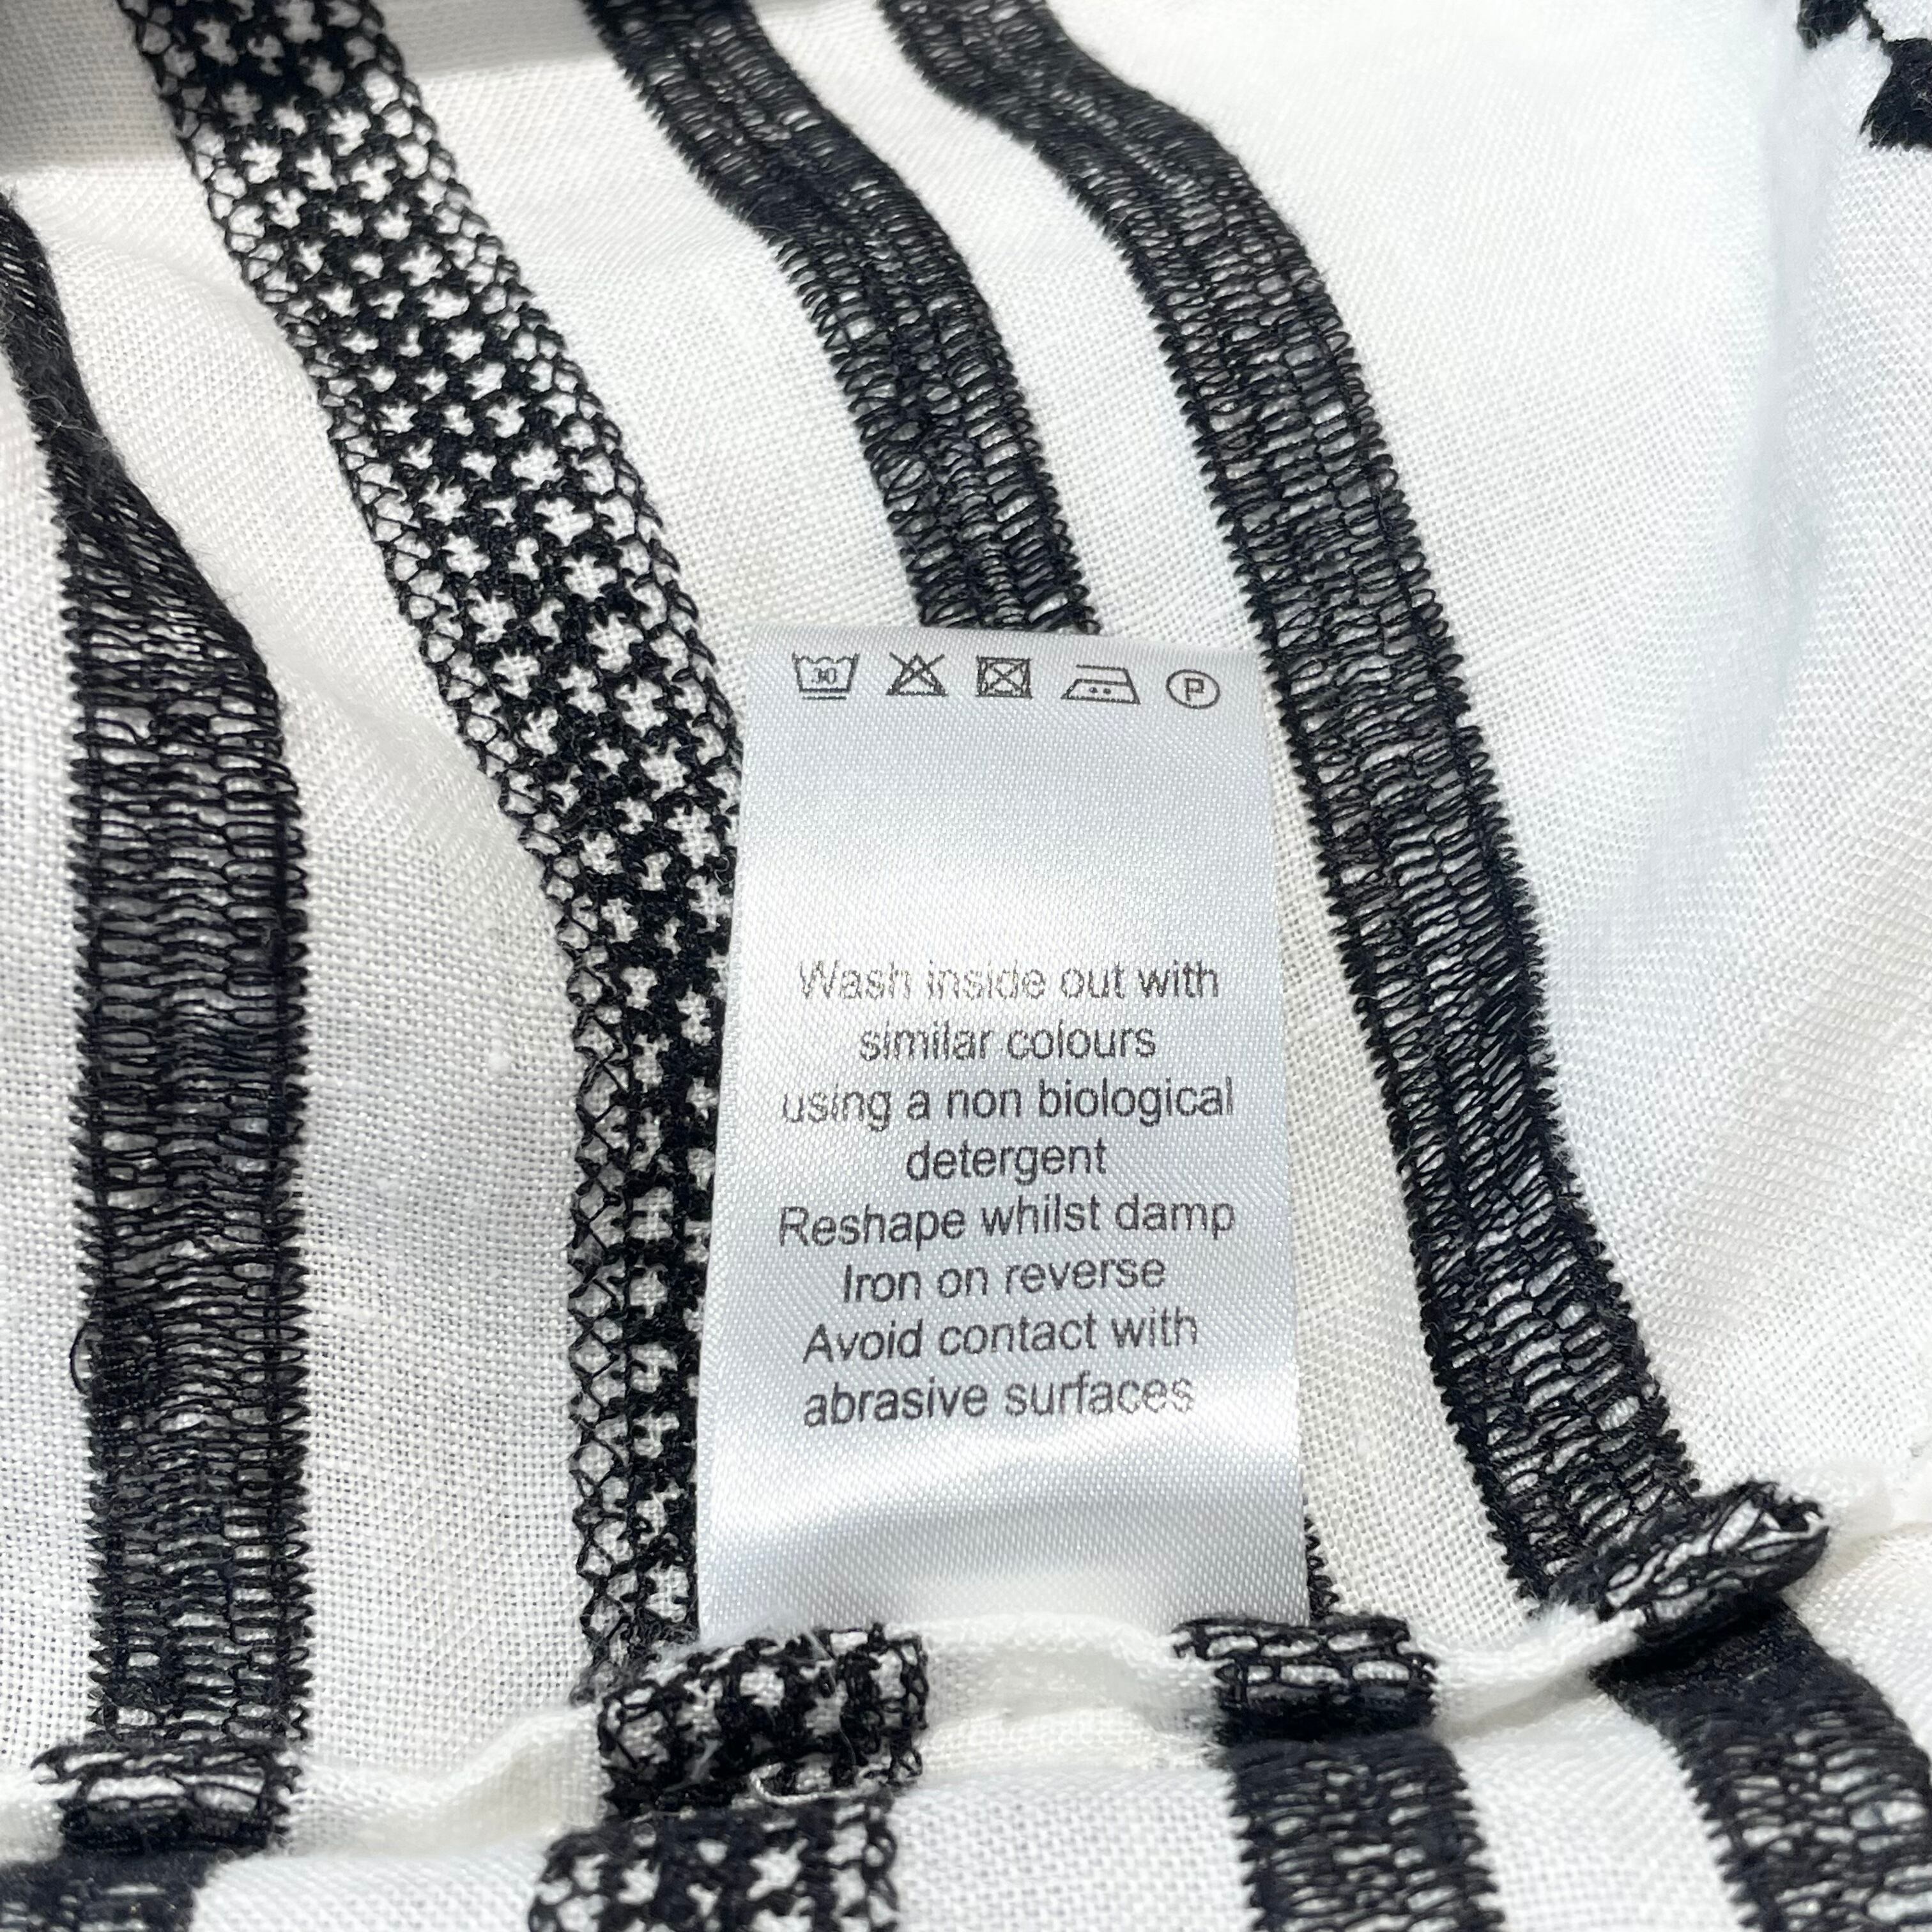 30 P
Wash inside out with
similar colours
using a non biological
detergent
Reshape whilst damp
Iron on reverse
Avoid contact with
abrasive surfaces